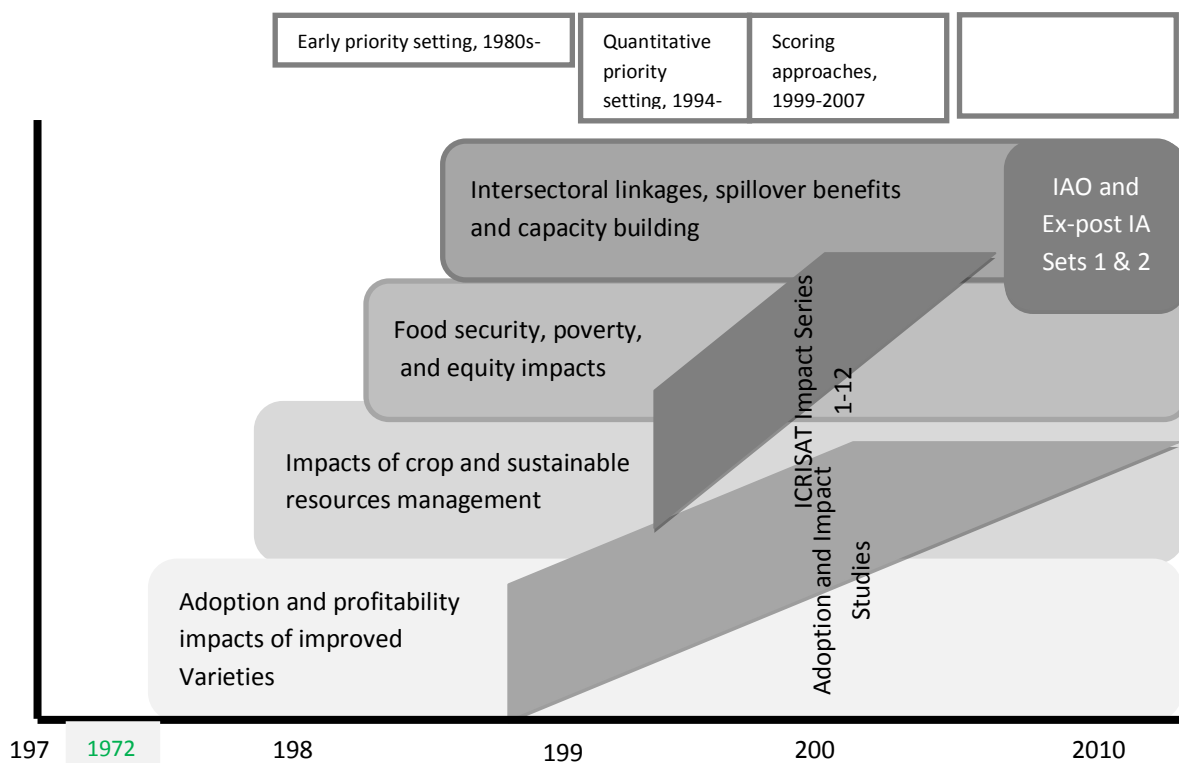 Early priority setting, 1980s-
Quantitative
priority
setting, 1994-
Scoring
approaches,
1999-2007
Intersectoral linkages, spillover benefits
and capacity building
IAO and
Ex-post IA
Sets 1 & 2
Food security, poverty,
and equity impacts
ICRISAT Impact Series
1-12
Impacts of crop and sustainable
resources management
Adoption and Impact
Studies
Adoption and profitability
impacts of improved
Varieties
197
1972
198
199
200
2010